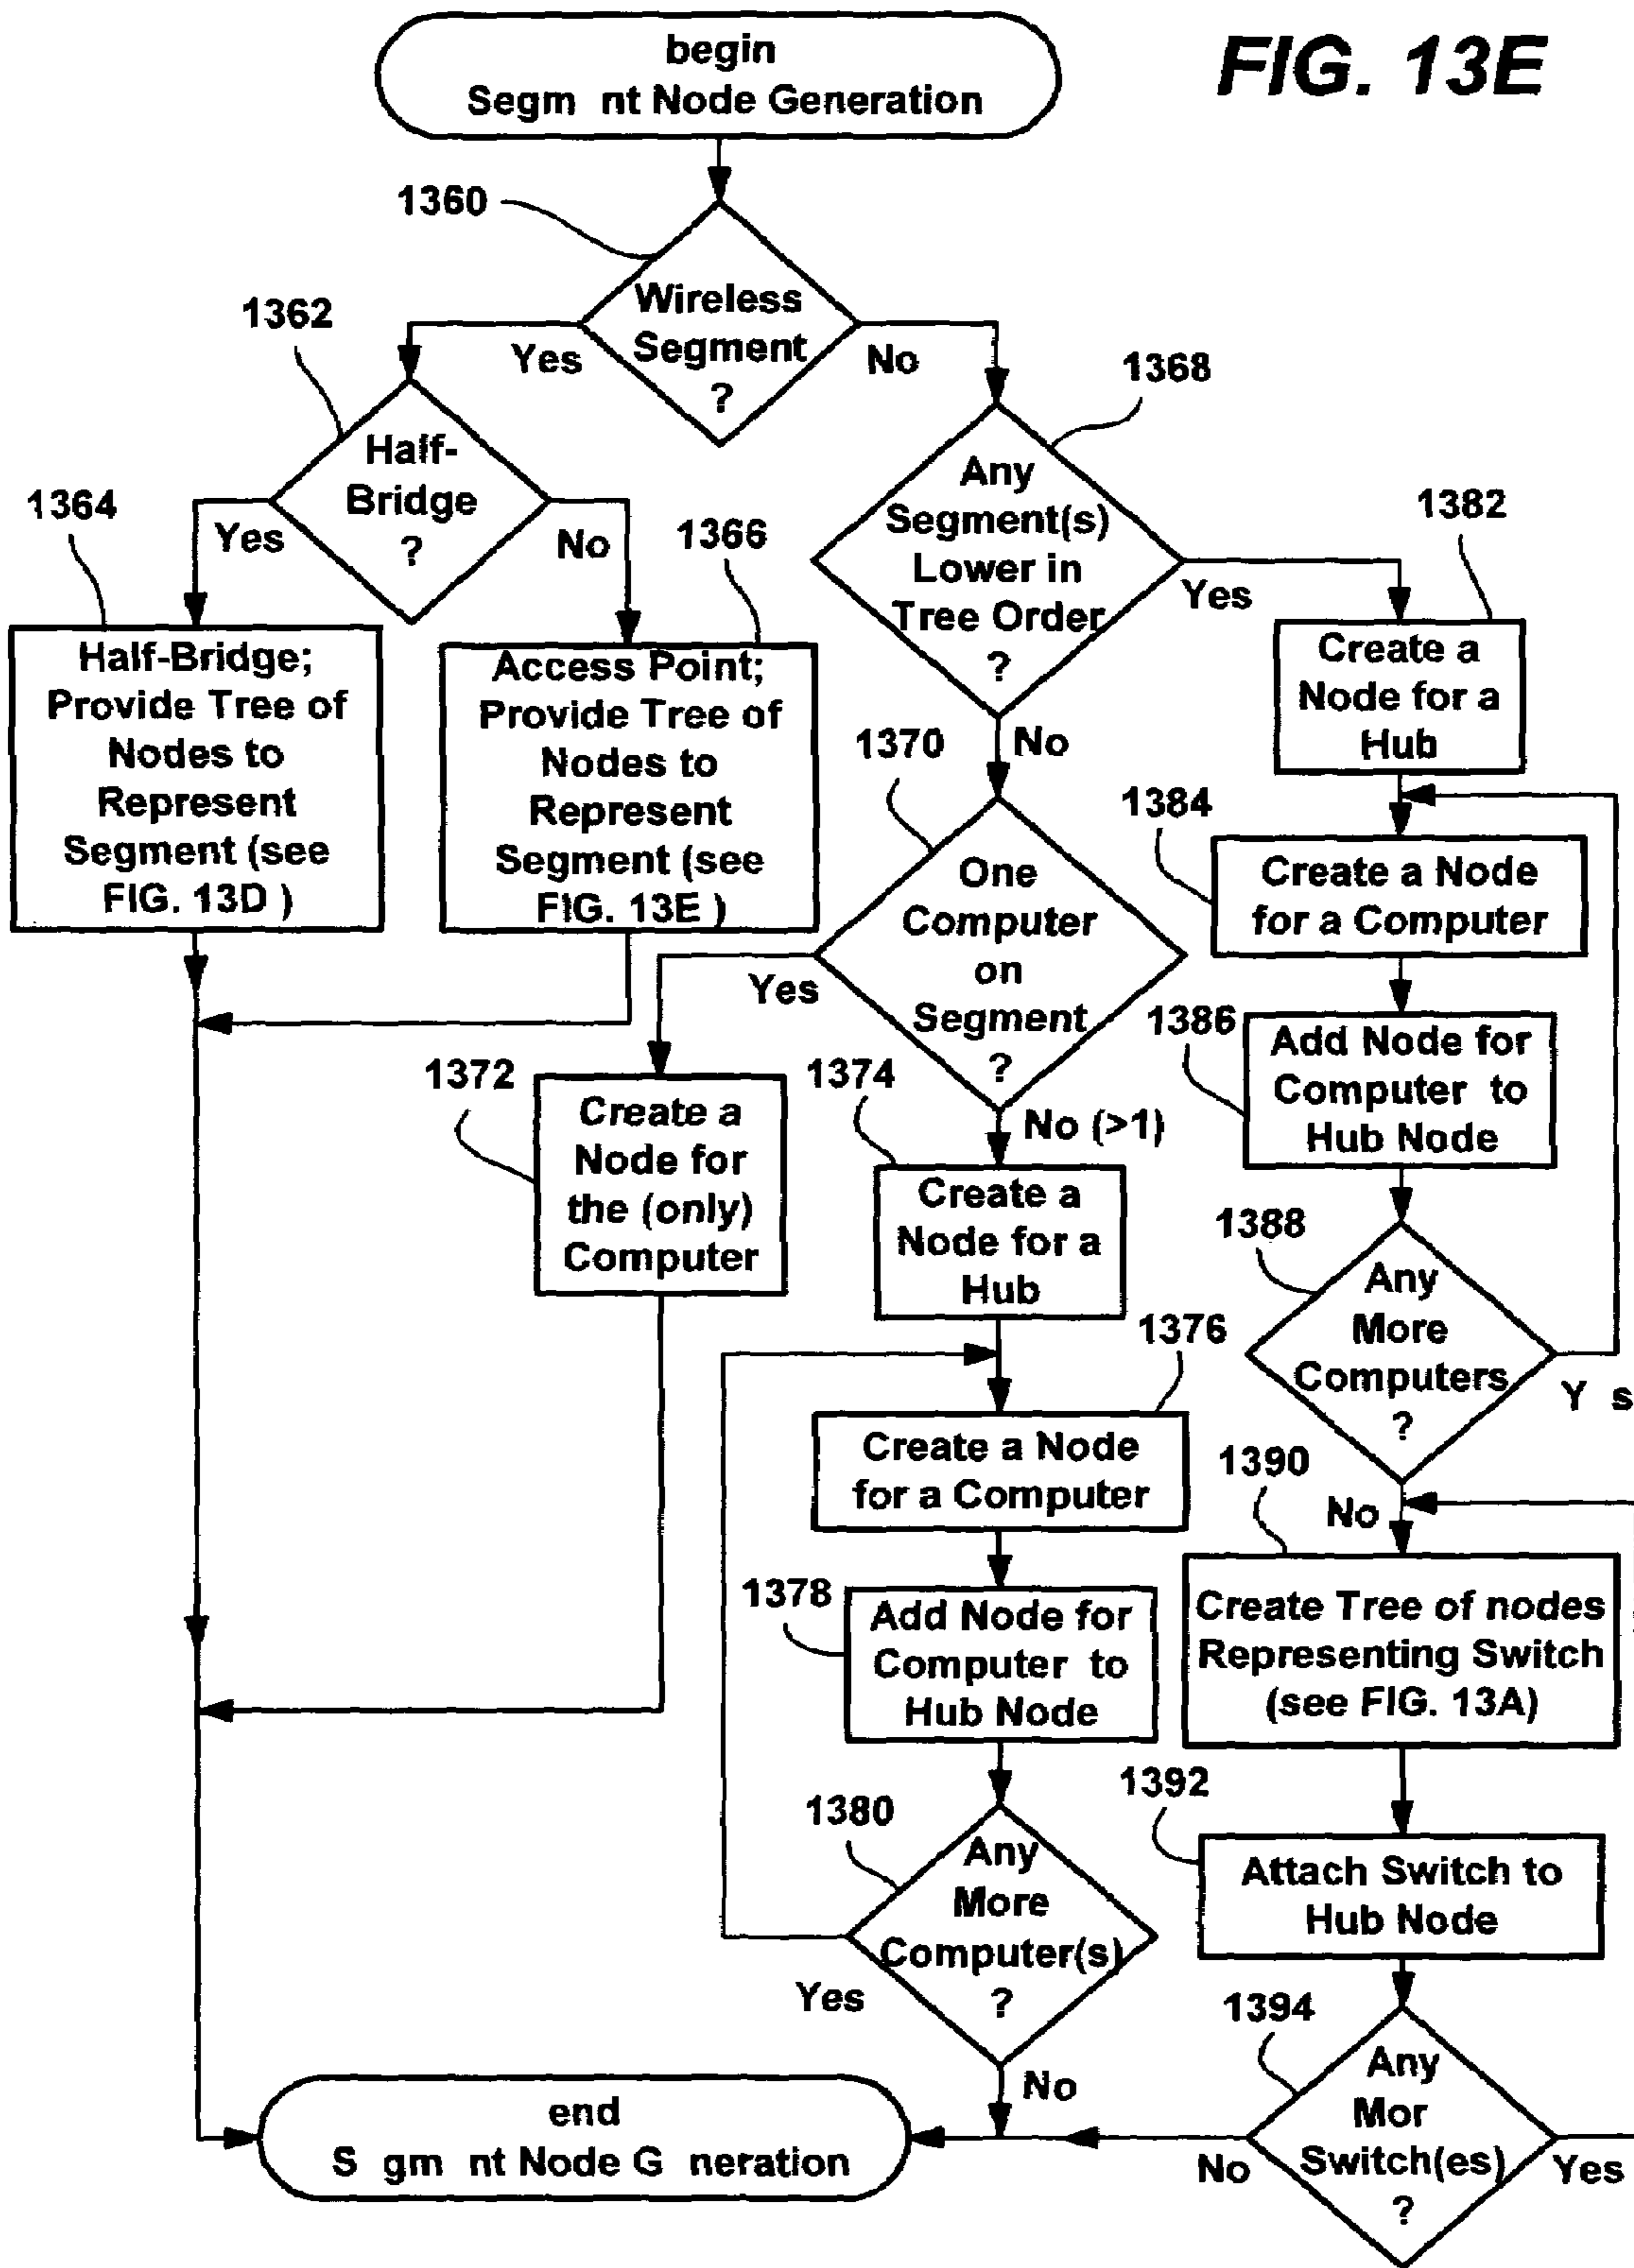 FIG. 13E
begin
Segm nt Node Generation
1360
Wireless
Segment
?
Yes
No
1362
Half-
Bridge
?
Yes
No
1364
Half-Bridge;
Provide Tree of
Nodes to
Represent
Segment (see
FIG. 13D )
1366
Access Point;
Provide Tree of
Nodes to
Represent
Segment (see
FIG. 13E )
1368
Any
Segment(s)
Lower in
Tree Order
?
Yes
No
1370
One
Computer
on
Segment
?
Yes
No (>1)
1372
Create a
Node for
the (only)
Computer
1374
Create a
Node for a
Hub
1376
Create a Node
for a Computer
1378
Add Node for
Computer to
Hub Node
1380
Any
More
Computer(s)
?
Yes
No
1382
Create a
Node for a
Hub
1384
Create a Node
for a Computer
1386
Add Node for
Computer to
Hub Node
1388
Any
More
Computers
?
Y s
No
1390
Create Tree of nodes
Representing Switch
(see FIG. 13A)
1392
Attach Switch to
Hub Node
1394
Any
Mor
Switch(es)
?
No
Yes
end
S gm nt Node G neration